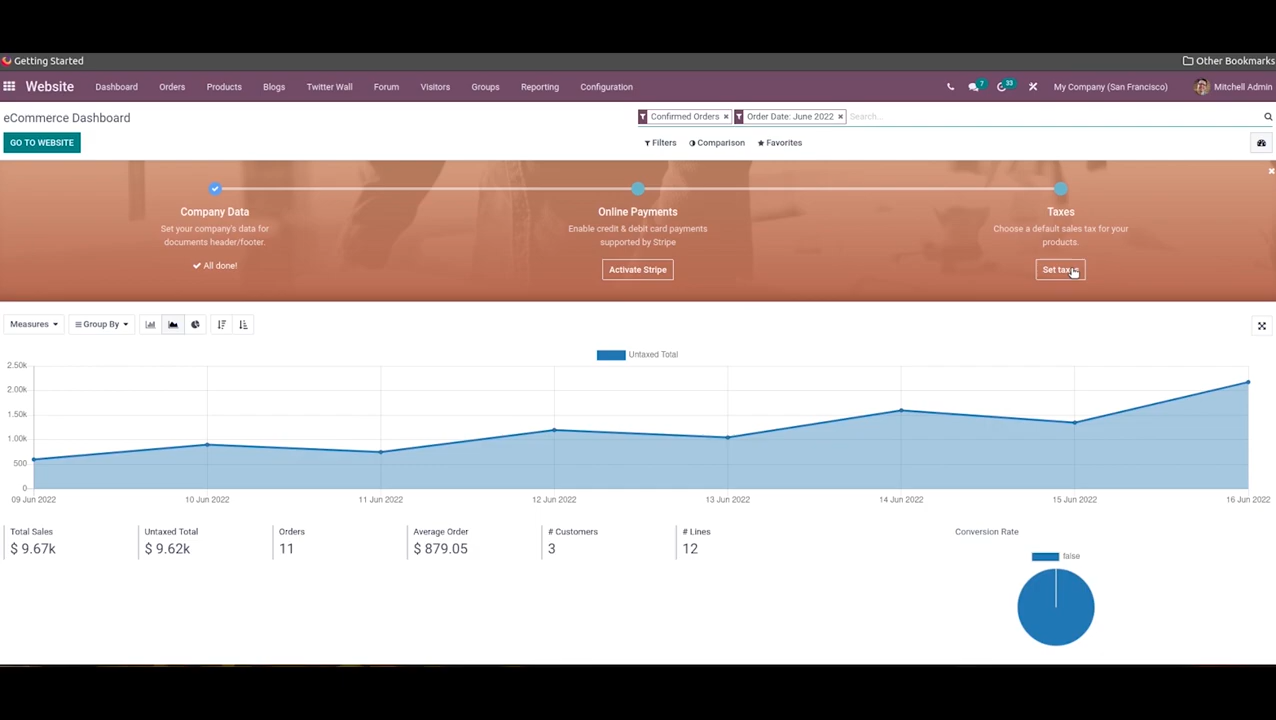 Getting Started
Other Bookmarks
Website Dashboard Orders Products Blogs Twitter Wall Forum Visitors Groups Reporting Configuration 7 33 My Company (San Francisco) Mitchell Admin
eCommerce Dashboard
Confirmed Orders × Order Date: June 2022 × Search...
GO TO WEBSITE
Filters Comparison Favorites
Company Data
Set your company's data for
documents header/footer.
All done!
Online Payments
Enable credit & debit card payments
supported by Stripe
Activate Stripe
Taxes
Choose a default sales tax for your
products.
Set
Measures Group By
Untaxed Total
2.50k
2.00k
1.50k
1.00k
500
0
09 Jun 2022 10 Jun 2022 11 Jun 2022 12 Jun 2022 13 Jun 2022 14 Jun 2022 15 Jun 2022 16 Jun 2022
Total Sales
$ 9.67k
Untaxed Total
$ 9.62k
Orders
11
Average Order
$ 879.05
# Customers
3
# Lines
12
Conversion Rate
false